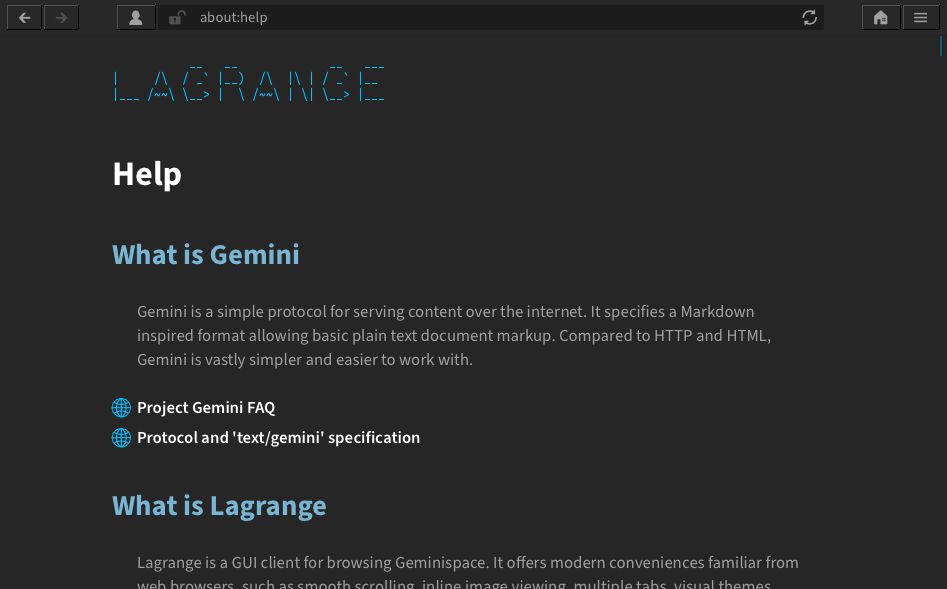 about:help
LAGRANGE
Help
What is Gemini
Gemini is a simple protocol for serving content over the internet. It specifies a Markdown
inspired format allowing basic plain text document markup. Compared to HTTP and HTML,
Gemini is vastly simpler and easier to work with.
Project Gemini FAQ
Protocol and 'text/gemini' specification
What is Lagrange
Lagrange is a GUI client for browsing Geminispace. It offers modern conveniences familiar from
web browsers, such as smooth scrolling, inline image viewing, multiple tabs, visual themes,